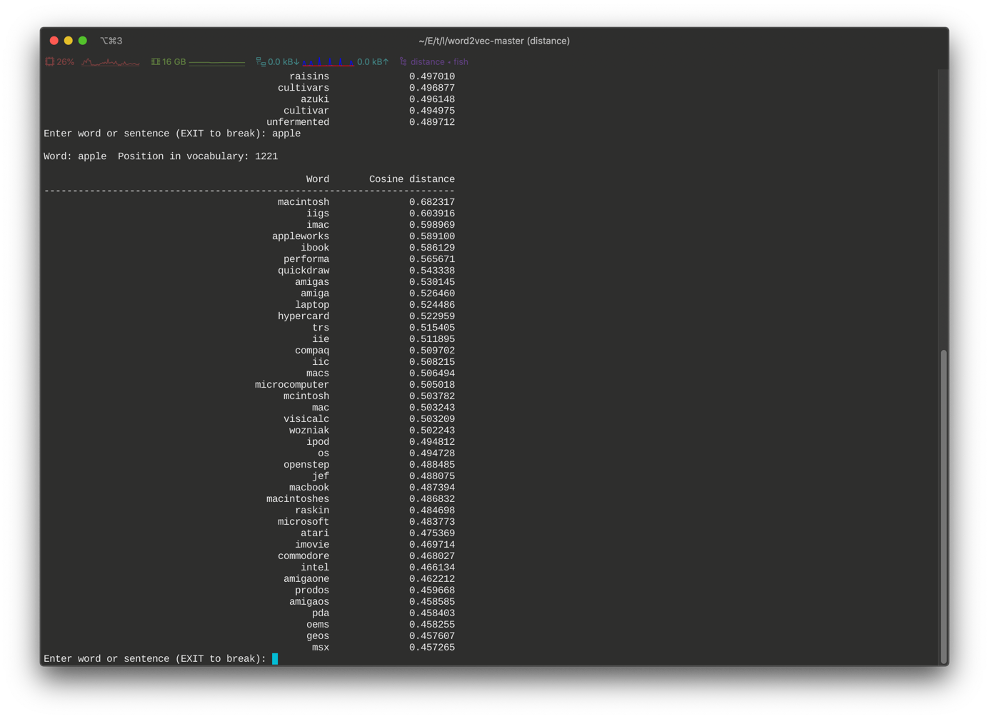 ⌥⌘3 ~/E/t/l/word2vec-master (distance)
26% 16 GB 0.0 kB↓ 0.0 kB↑ distance • fish
raisins 0.497010
cultivars 0.496877
azuki 0.496148
cultivar 0.494975
unfermented 0.489712
Enter word or sentence (EXIT to break): apple
Word: apple  Position in vocabulary: 1221
Word Cosine distance
------------------------------------------------------------------------
macintosh 0.682317
iigs 0.603916
imac 0.598969
appleworks 0.589100
ibook 0.586129
performa 0.565671
quickdraw 0.543338
amigas 0.530145
amiga 0.526460
laptop 0.524486
hypercard 0.522959
trs 0.515405
iie 0.511895
compaq 0.509702
iic 0.508215
macs 0.506494
microcomputer 0.505018
mcintosh 0.503782
mac 0.503243
visicalc 0.503209
wozniak 0.502243
ipod 0.494812
os 0.494728
openstep 0.488485
jef 0.488075
macbook 0.487394
macintoshes 0.486832
raskin 0.484698
microsoft 0.483773
atari 0.475369
imovie 0.469714
commodore 0.468027
intel 0.466134
amigaone 0.462212
prodos 0.459668
amigaos 0.458585
pda 0.458403
oems 0.458255
geos 0.457607
msx 0.457265
Enter word or sentence (EXIT to break):